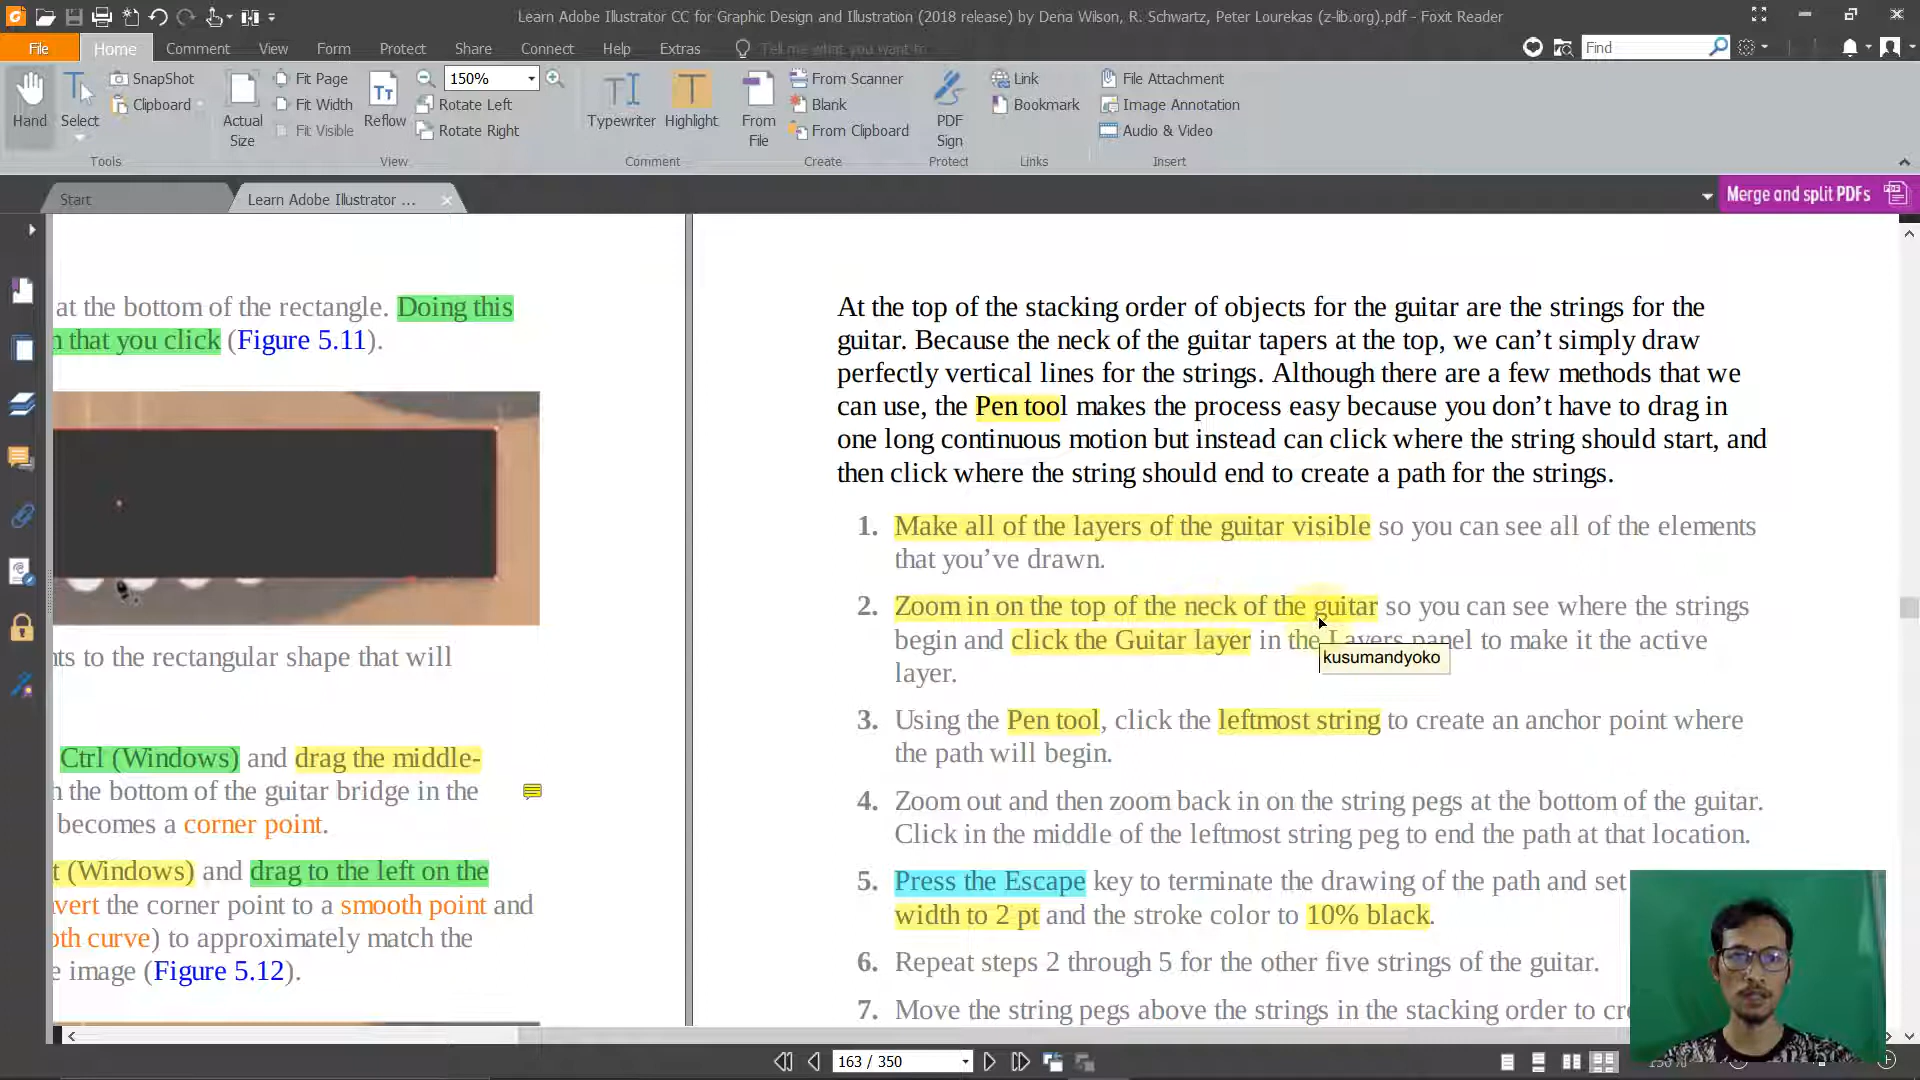 Learn Adobe Illustrator CC for Graphic Design and Illustration (2018 release) by Dena Wilson, R. Schwartz, Peter Lourekas (z-lib.org).pdf - Foxit Reader
File Home Comment View Form Protect Share Connect Help Extras Tell me what you want to Find
Hand
Select
SnapShot
Clipboard
Tools
Actual Size
Fit Page
Fit Width
Fit Visible
Reflow
150%
Rotate Left
Rotate Right
View
Typewriter
Highlight
Comment
From File
From Scanner
Blank
From Clipboard
Create
PDF Sign
Protect
Link
Bookmark
Links
File Attachment
Image Annotation
Audio & Video
Insert
Start
Learn Adobe Illustrator ...
Merge and split PDFs
at the bottom of the rectangle. Doing this
that you click (Figure 5.11).
to the rectangular shape that will
Ctrl (Windows) and drag the middle-
the bottom of the guitar bridge in the
becomes a corner point.
(Windows) and drag to the left on the
the corner point to a smooth point and
curve) to approximately match the
image (Figure 5.12).
At the top of the stacking order of objects for the guitar are the strings for the
guitar. Because the neck of the guitar tapers at the top, we can’t simply draw
perfectly vertical lines for the strings. Although there are a few methods that we
can use, the Pen tool makes the process easy because you don’t have to drag in
one long continuous motion but instead can click where the string should start, and
then click where the string should end to create a path for the strings.
1. Make all of the layers of the guitar visible so you can see all of the elements
that you’ve drawn.
2. Zoom in on the top of the neck of the guitar so you can see where the strings
begin and click the Guitar layer in the Layers panel to make it the active
layer.
kusumandyoko
3. Using the Pen tool, click the leftmost string to create an anchor point where
the path will begin.
4. Zoom out and then zoom back in on the string pegs at the bottom of the guitar.
Click in the middle of the leftmost string peg to end the path at that location.
5. Press the Escape key to terminate the drawing of the path and set
width to 2 pt and the stroke color to 10% black.
6. Repeat steps 2 through 5 for the other five strings of the guitar.
7. Move the string pegs above the strings in the stacking order to
163 / 350